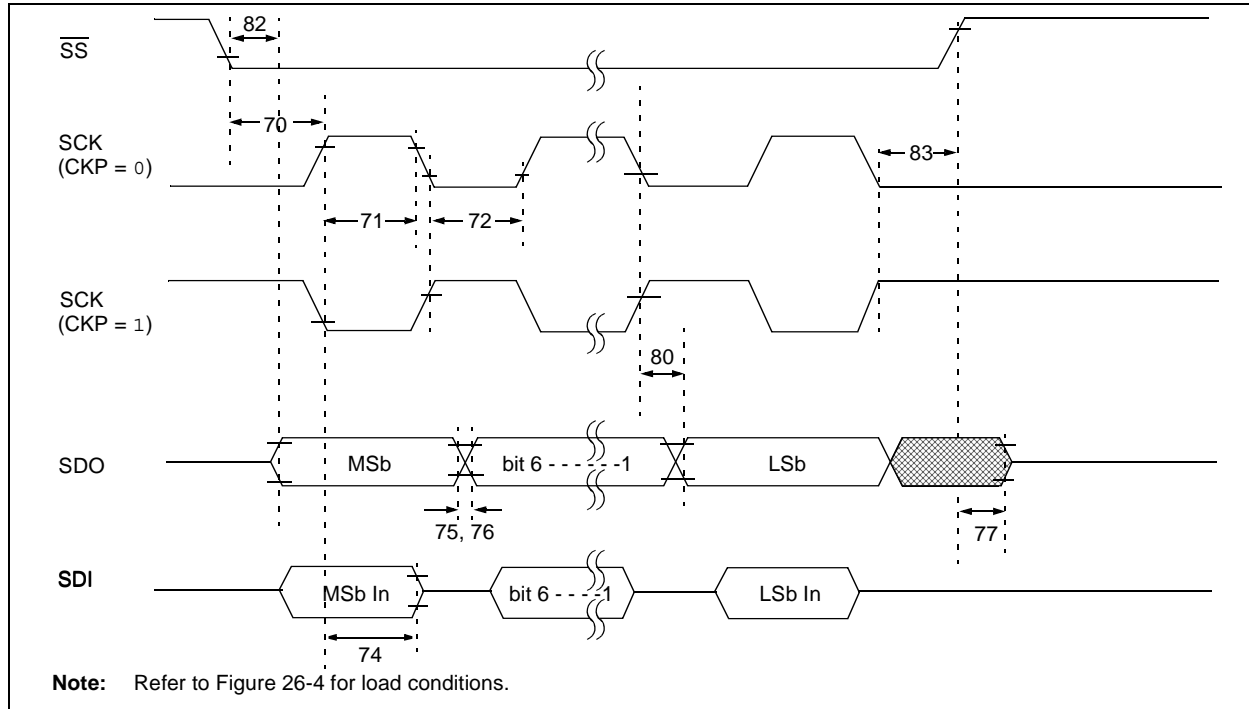 82
SS
70
SCK
(CKP = 0)
83
71
72
SCK
(CKP = 1)
80
SDO
MSb
bit 6 - - - - - -1
LSb
75, 76
77
SDI
MSb In
bit 6 - - - -1
LSb In
74
Note: Refer to Figure 26-4 for load conditions.